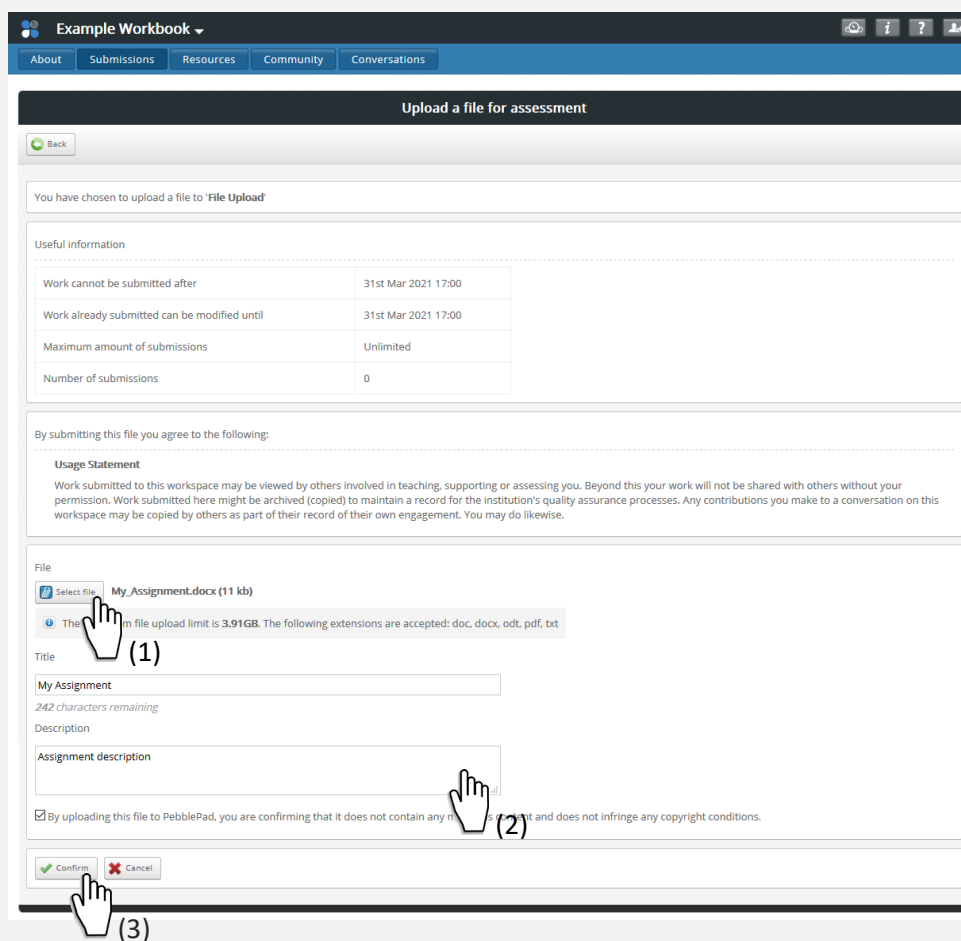 Example Workbook
i ?
About Submissions Resources Community Conversations
Upload a file for assessment
Back
You have chosen to upload a file to 'File Upload'
Useful information
Work cannot be submitted after 31st Mar 2021 17:00
Work already submitted can be modified until 31st Mar 2021 17:00
Maximum amount of submissions Unlimited
Number of submissions 0
By submitting this file you agree to the following:
Usage Statement
Work submitted to this workspace may be viewed by others involved in teaching, supporting or assessing you. Beyond this your work will not be shared with others without your
permission. Work submitted here might be archived (copied) to maintain a record for the institution's quality assurance processes. Any contributions you make to a conversation on this
workspace may be copied by others as part of their record of their own engagement. You may do likewise.
File
Select file My_Assignment.docx (11 kb)
The file upload limit is 3.91GB. The following extensions are accepted: doc, docx, odt, pdf, txt
(1)
Title
My Assignment
242 characters remaining
Description
Assignment description
By uploading this file to PebblePad, you are confirming that it does not contain any content and does not infringe any copyright conditions.
(2)
Confirm Cancel
(3)